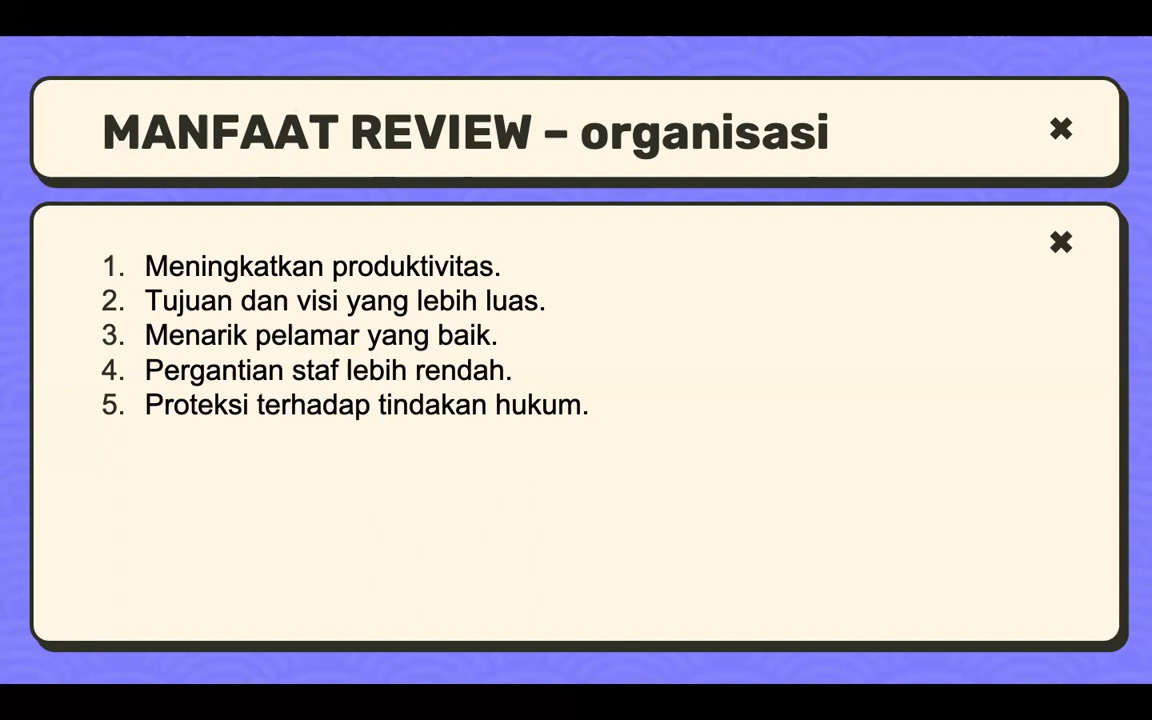 MANFAAT REVIEW – organisasi
1. Meningkatkan produktivitas.
2. Tujuan dan visi yang lebih luas.
3. Menarik pelamar yang baik.
4. Pergantian staf lebih rendah.
5. Proteksi terhadap tindakan hukum.